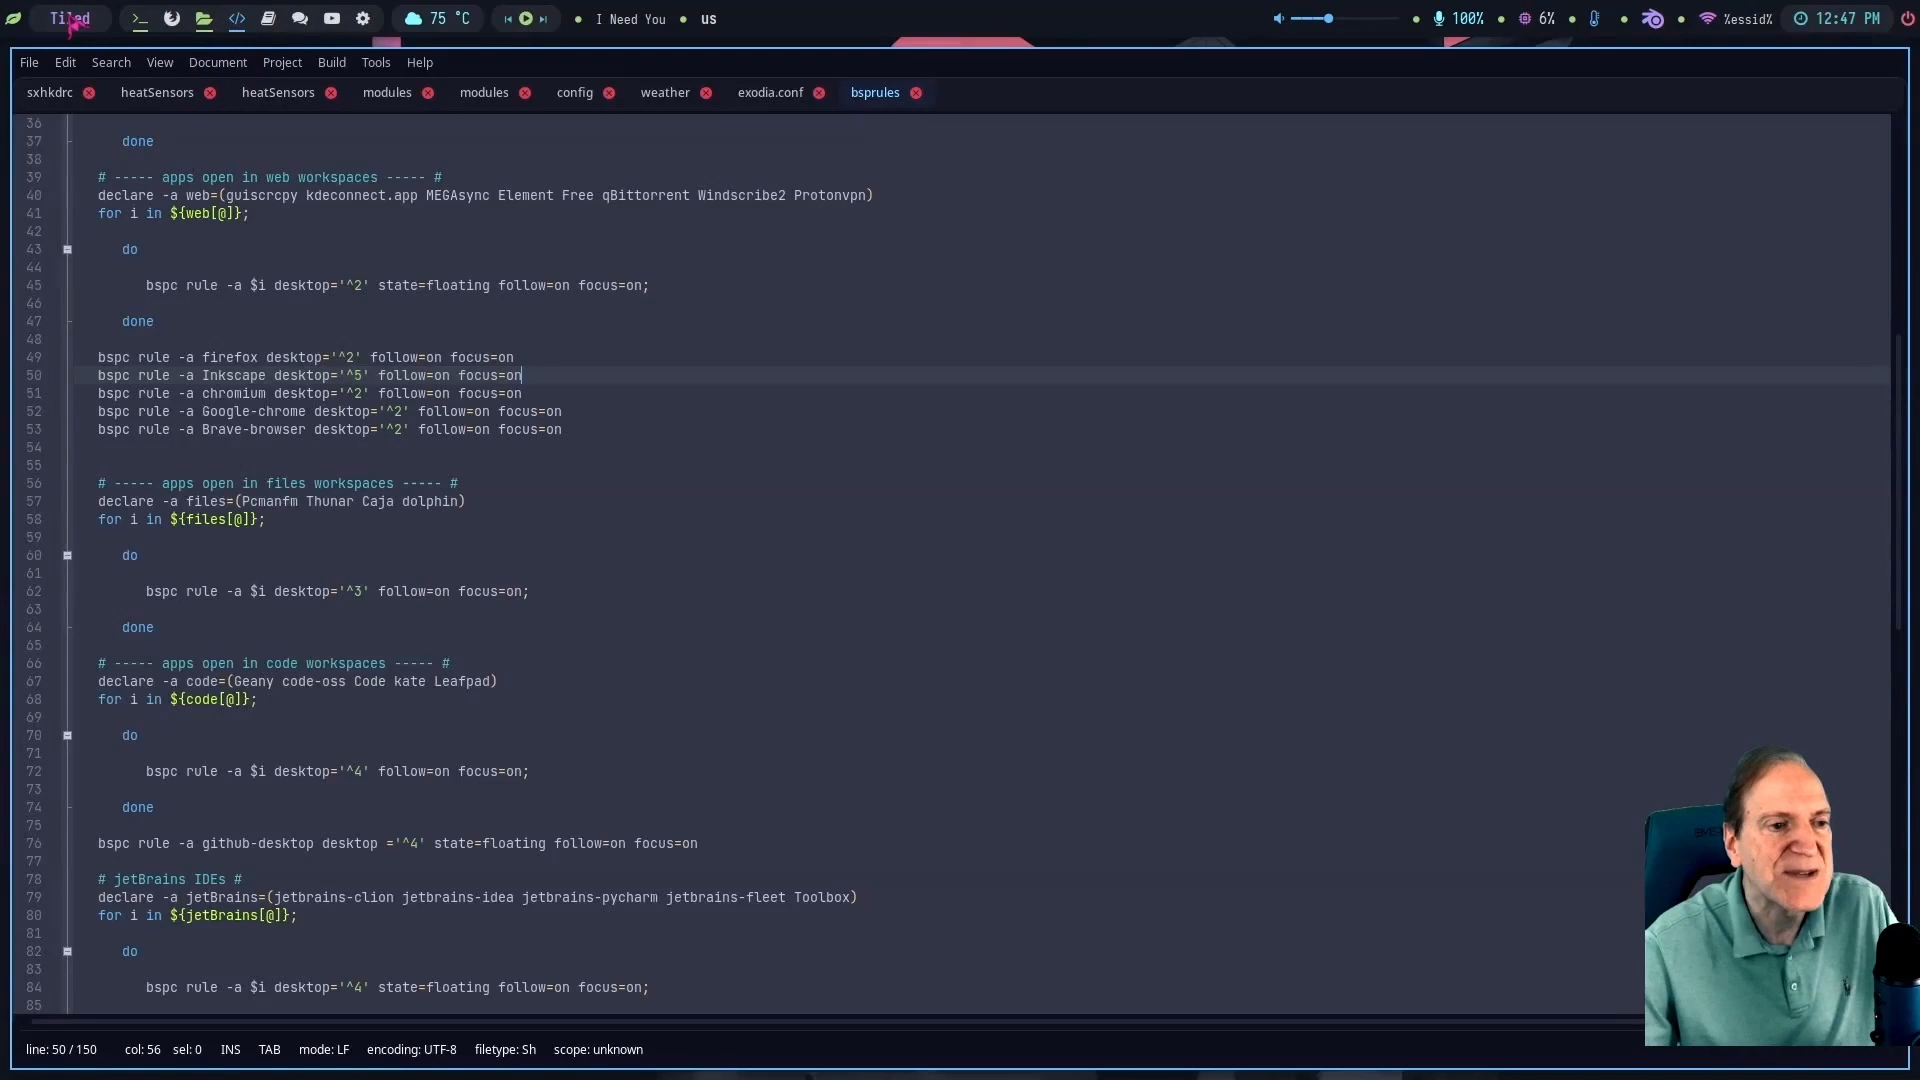 Tiled 75 °C I Need You us 100% 6% %essid% 12:47 PM
File Edit Search View Document Project Build Tools Help
sxhkdrc heatSensors heatSensors modules modules config weather exodia.conf bsprules
36
37 done
38
39 # ----- apps open in web workspaces ----- #
40 declare -a web=(guiscrcpy kdeconnect.app MEGAsync Element Free qBittorrent Windscribe2 Protonvpn)
41 for i in ${web[@]};
42
43 do
44
45 bspc rule -a $i desktop='^2' state=floating follow=on focus=on;
46
47 done
48
49 bspc rule -a firefox desktop='^2' follow=on focus=on
50 bspc rule -a Inkscape desktop='^5' follow=on focus=on
51 bspc rule -a chromium desktop='^2' follow=on focus=on
52 bspc rule -a Google-chrome desktop='^2' follow=on focus=on
53 bspc rule -a Brave-browser desktop='^2' follow=on focus=on
54
55
56 # ----- apps open in files workspaces ----- #
57 declare -a files=(Pcmanfm Thunar Caja dolphin)
58 for i in ${files[@]};
59
60 do
61
62 bspc rule -a $i desktop='^3' follow=on focus=on;
63
64 done
65
66 # ----- apps open in code workspaces ----- #
67 declare -a code=(Geany code-oss Code kate Leafpad)
68 for i in ${code[@]};
69
70 do
71
72 bspc rule -a $i desktop='^4' follow=on focus=on;
73
74 done
75
76 bspc rule -a github-desktop desktop ='^4' state=floating follow=on focus=on
77
78 # jetBrains IDEs #
79 declare -a jetBrains=(jetbrains-clion jetbrains-idea jetbrains-pycharm jetbrains-fleet Toolbox)
80 for i in ${jetBrains[@]};
81
82 do
83
84 bspc rule -a $i desktop='^4' state=floating follow=on focus=on;
85
line: 50 / 150 col: 56 sel: 0 INS TAB mode: LF encoding: UTF-8 filetype: Sh scope: unknown